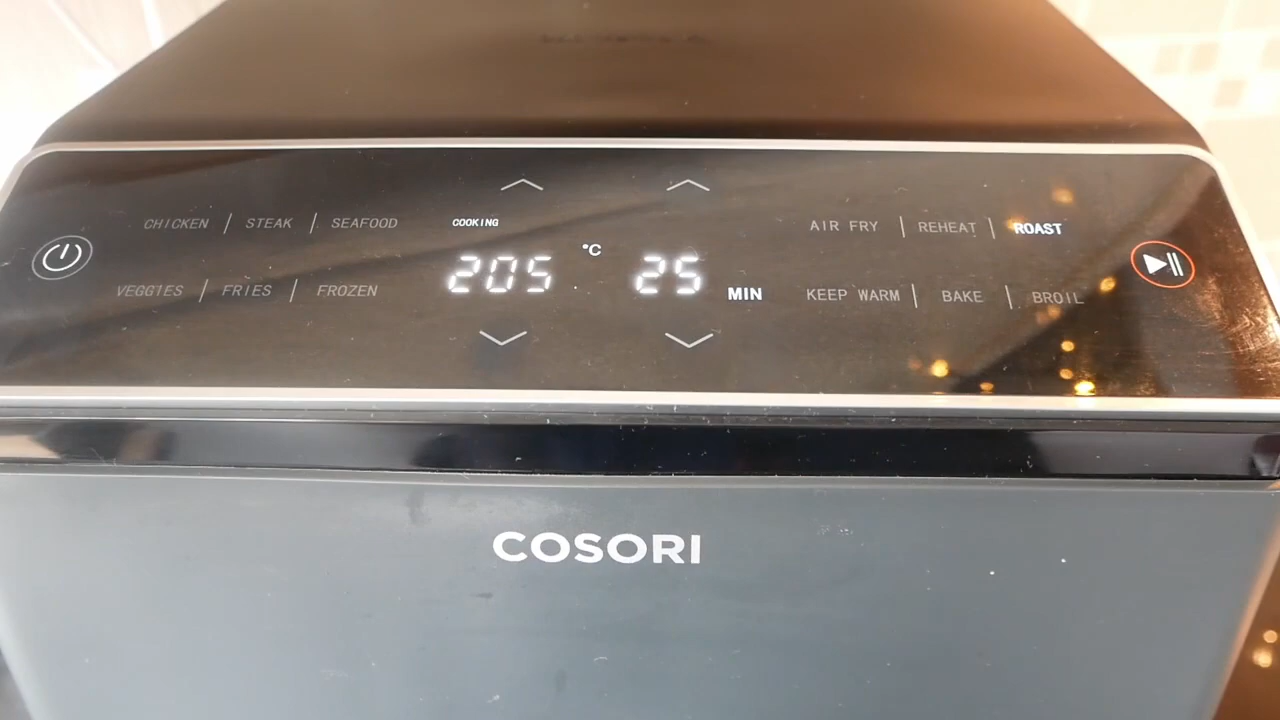 CHICKEN / STEAK | SEAFOOD COOKING AIR FRY | REHEAT | ROAST
205 °C 25 MIN
VEGGIES / FRIES / FROZEN KEEP WARM | BAKE | BROIL
COSORI